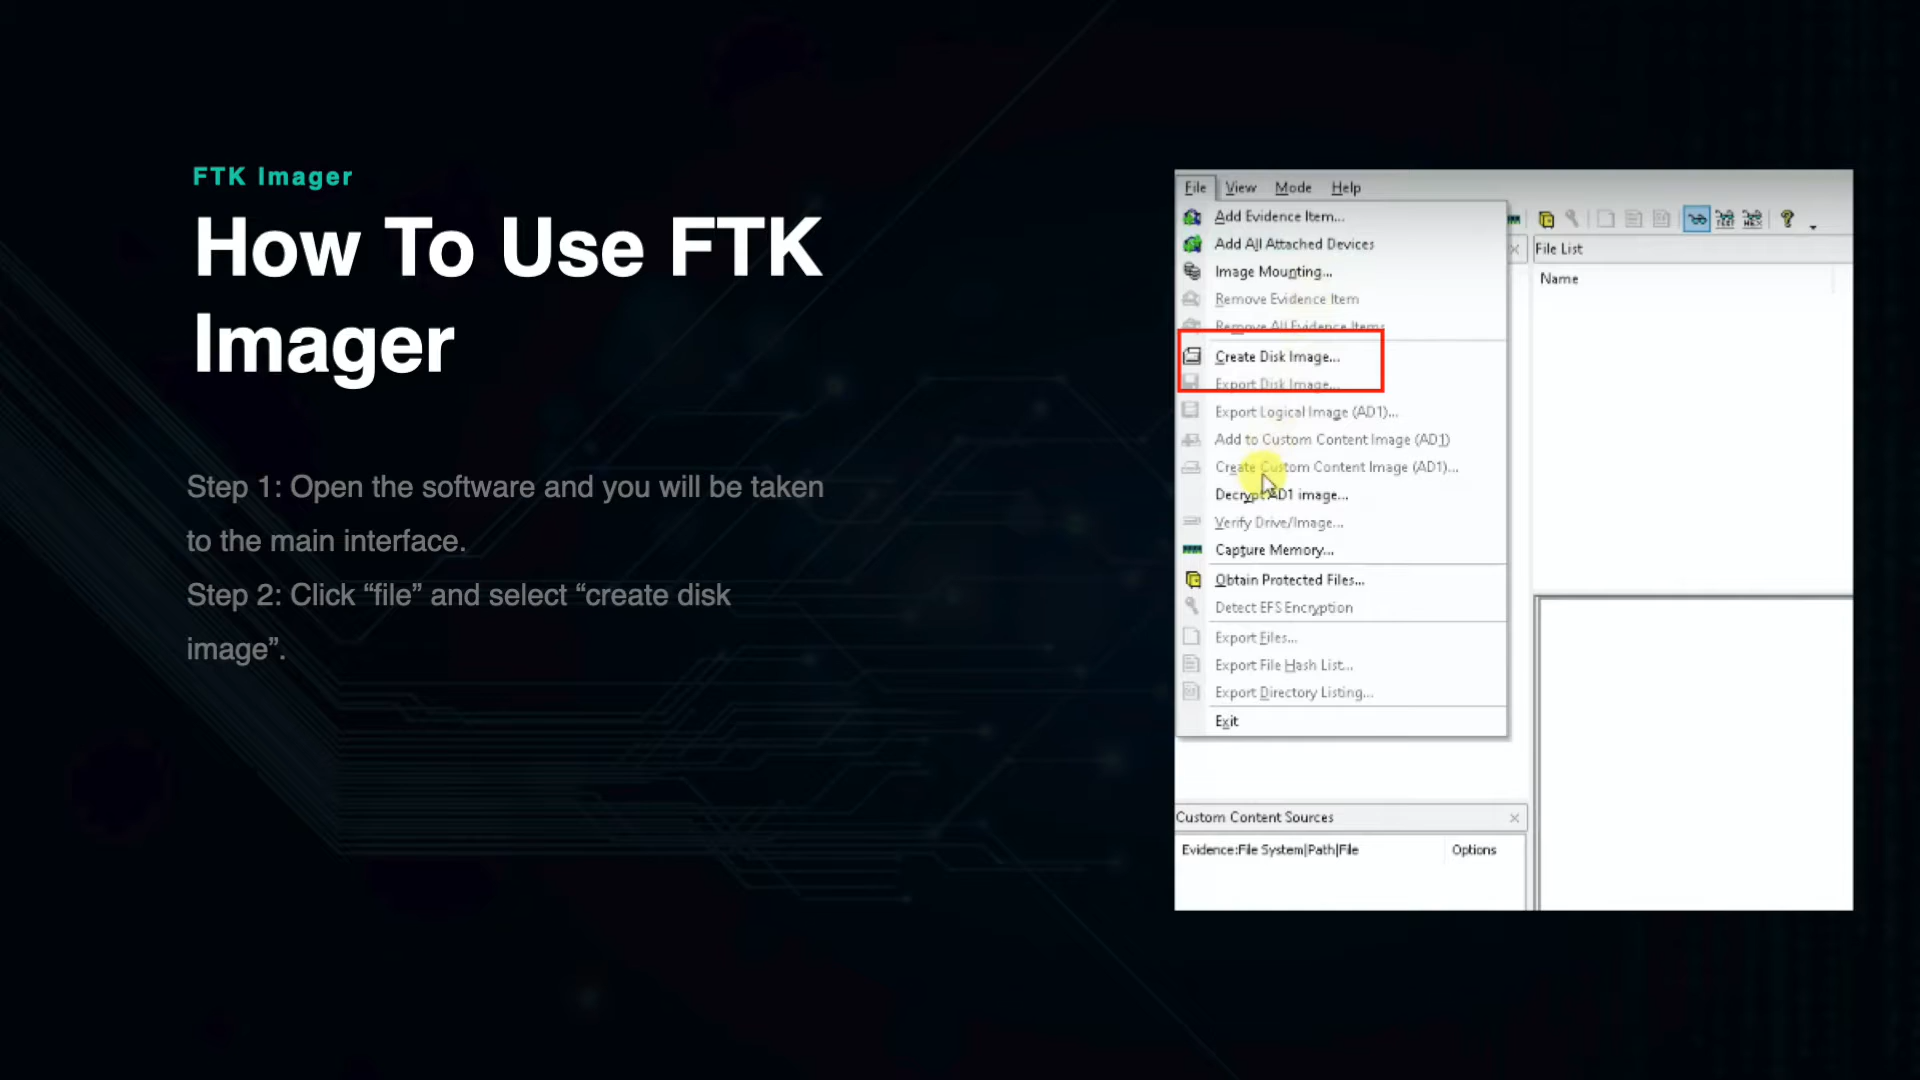 FTK Imager
How To Use FTK
Imager
Step 1: Open the software and you will be taken
to the main interface.
Step 2: Click “file” and select “create disk
image”.
File View Mode Help
Add Evidence Item...
Add All Attached Devices
Image Mounting...
Remove Evidence Item
Remove All Evidence Items
Create Disk Image...
Export Disk Image...
Export Logical Image (AD1)...
Add to Custom Content Image (AD1)
Create Custom Content Image (AD1)...
Decrypt AD1 image...
Verify Drive/Image...
Capture Memory...
Obtain Protected Files...
Detect EFS Encryption
Export Files...
Export File Hash List...
Export Directory Listing...
Exit
File List
Name
Custom Content Sources
Evidence:File System|Path|File Options